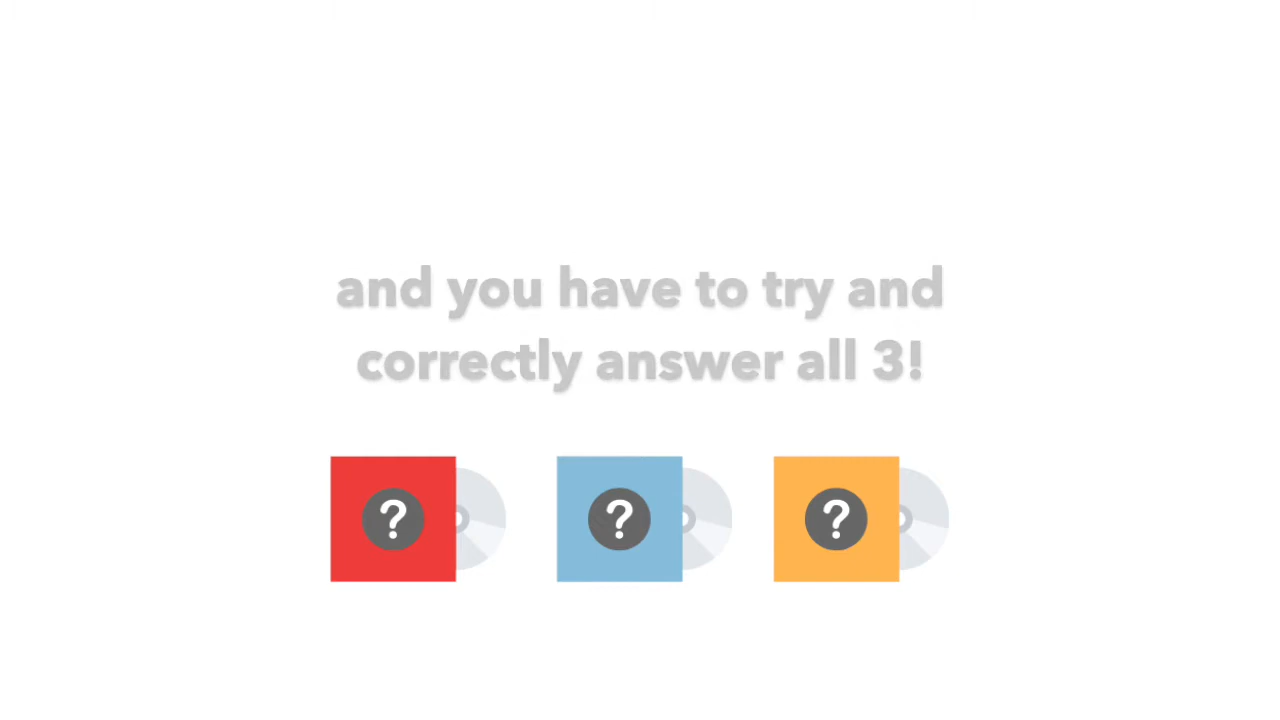 and you have to try and
correctly answer all 3!
? ? ?